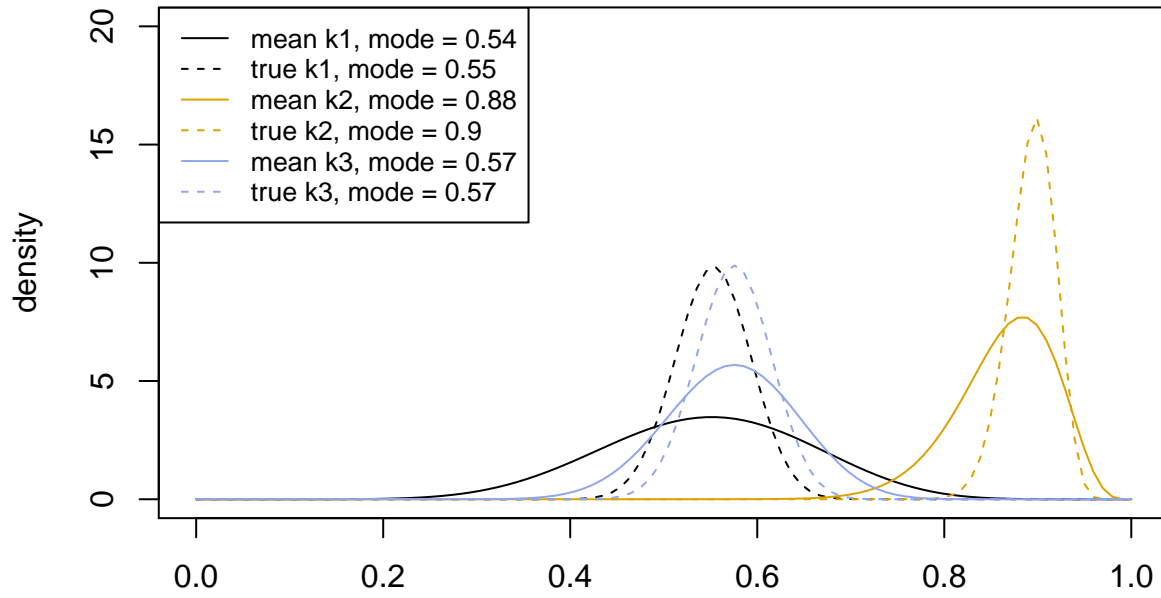 20
15
10
5
0
density
mean k1, mode = 0.54
true k1, mode = 0.55
mean k2, mode = 0.88
true k2, mode = 0.9
mean k3, mode = 0.57
true k3, mode = 0.57
0.0 0.2 0.4 0.6 0.8 1.0